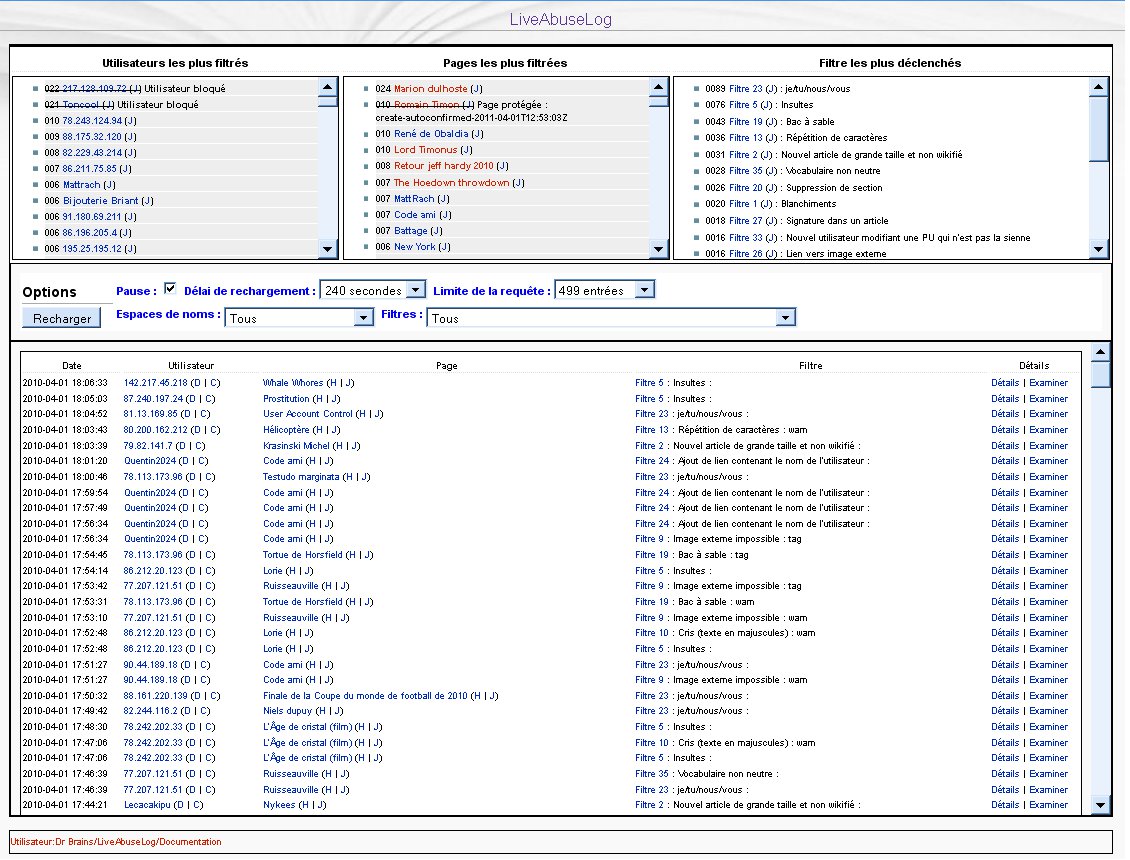 LiveAbuseLog
Utilisateurs les plus filtrés
022 217.128.109.72 (J) Utilisateur bloqué
021 Toncool (J) Utilisateur bloqué
010 78.243.124.94 (J)
009 88.175.32.120 (J)
008 82.229.43.214 (J)
007 86.211.75.85 (J)
006 Mattrach (J)
006 Bijouterie Briant (J)
006 91.180.69.211 (J)
006 86.196.205.4 (J)
006 195.25.195.12 (J)
Pages les plus filtrées
024 Marion dulhoste (J)
010 Romain Timon (J) Page protégée :
create-autoconfirmed-2011-04-01T12:53:03Z
010 René de Obaldia (J)
010 Lord Timonus (J)
008 Retour jeff hardy 2010 (J)
007 The Hoedown throwdown (J)
007 MattRach (J)
007 Code ami (J)
007 Battage (J)
006 New York (J)
Filtre les plus déclenchés
0089 Filtre 23 (J) : je/tu/nous/vous
0076 Filtre 5 (J) : Insultes
0043 Filtre 19 (J) : Bac à sable
0036 Filtre 13 (J) : Répétition de caractères
0031 Filtre 2 (J) : Nouvel article de grande taille et non wikifié
0028 Filtre 35 (J) : Vocabulaire non neutre
0026 Filtre 20 (J) : Suppression de section
0020 Filtre 1 (J) : Blanchiments
0018 Filtre 27 (J) : Signature dans un article
0016 Filtre 33 (J) : Nouvel utilisateur modifiant une PU qui n'est pas la sienne
0016 Filtre 26 (J) : Lien vers image externe
Options
Pause : Délai de rechargement : 240 secondes Limite de la requête : 499 entrées
Recharger
Espaces de noms : Tous Filtres : Tous
Date Utilisateur Page Filtre Détails
2010-04-01 18:06:33 142.217.45.218 (D | C) Whale Whores (H | J) Filtre 5 : Insultes : Détails | Examiner
2010-04-01 18:05:03 87.240.197.24 (D | C) Prostitution (H | J) Filtre 5 : Insultes : Détails | Examiner
2010-04-01 18:04:52 81.13.169.85 (D | C) User Account Control (H | J) Filtre 23 : je/tu/nous/vous : Détails | Examiner
2010-04-01 18:03:43 80.200.162.212 (D | C) Hélicoptère (H | J) Filtre 13 : Répétition de caractères : warn Détails | Examiner
2010-04-01 18:03:39 79.82.141.7 (D | C) Krasinski Michel (H | J) Filtre 2 : Nouvel article de grande taille et non wikifié : Détails | Examiner
2010-04-01 18:01:20 Quentin2024 (D | C) Code ami (H | J) Filtre 24 : Ajout de lien contenant le nom de l'utilisateur : Détails | Examiner
2010-04-01 18:00:46 78.113.173.96 (D | C) Testudo marginata (H | J) Filtre 23 : je/tu/nous/vous : Détails | Examiner
2010-04-01 17:59:54 Quentin2024 (D | C) Code ami (H | J) Filtre 24 : Ajout de lien contenant le nom de l'utilisateur : Détails | Examiner
2010-04-01 17:57:49 Quentin2024 (D | C) Code ami (H | J) Filtre 24 : Ajout de lien contenant le nom de l'utilisateur : Détails | Examiner
2010-04-01 17:56:34 Quentin2024 (D | C) Code ami (H | J) Filtre 24 : Ajout de lien contenant le nom de l'utilisateur : Détails | Examiner
2010-04-01 17:56:34 Quentin2024 (D | C) Code ami (H | J) Filtre 9 : Image externe impossible : tag Détails | Examiner
2010-04-01 17:54:45 78.113.173.96 (D | C) Tortue de Horsfield (H | J) Filtre 19 : Bac à sable : tag Détails | Examiner
2010-04-01 17:54:14 86.212.20.123 (D | C) Lorie (H | J) Filtre 5 : Insultes : Détails | Examiner
2010-04-01 17:53:42 77.207.121.51 (D | C) Ruisseauville (H | J) Filtre 9 : Image externe impossible : tag Détails | Examiner
2010-04-01 17:53:31 78.113.173.96 (D | C) Tortue de Horsfield (H | J) Filtre 19 : Bac à sable : warn Détails | Examiner
2010-04-01 17:53:10 77.207.121.51 (D | C) Ruisseauville (H | J) Filtre 9 : Image externe impossible : warn Détails | Examiner
2010-04-01 17:52:48 86.212.20.123 (D | C) Lorie (H | J) Filtre 10 : Cris (texte en majuscules) : warn Détails | Examiner
2010-04-01 17:52:48 86.212.20.123 (D | C) Lorie (H | J) Filtre 5 : Insultes : Détails | Examiner
2010-04-01 17:51:27 90.44.189.18 (D | C) Code ami (H | J) Filtre 23 : je/tu/nous/vous : Détails | Examiner
2010-04-01 17:51:27 90.44.189.18 (D | C) Code ami (H | J) Filtre 9 : Image externe impossible : warn Détails | Examiner
2010-04-01 17:50:32 88.161.220.139 (D | C) Finale de la Coupe du monde de football de 2010 (H | J) Filtre 23 : je/tu/nous/vous : Détails | Examiner
2010-04-01 17:49:42 82.244.116.2 (D | C) Niels dupuy (H | J) Filtre 23 : je/tu/nous/vous : Détails | Examiner
2010-04-01 17:48:30 78.242.202.33 (D | C) L'Âge de cristal (film) (H | J) Filtre 5 : Insultes : Détails | Examiner
2010-04-01 17:47:06 78.242.202.33 (D | C) L'Âge de cristal (film) (H | J) Filtre 10 : Cris (texte en majuscules) : warn Détails | Examiner
2010-04-01 17:47:06 78.242.202.33 (D | C) L'Âge de cristal (film) (H | J) Filtre 5 : Insultes : Détails | Examiner
2010-04-01 17:46:39 77.207.121.51 (D | C) Ruisseauville (H | J) Filtre 35 : Vocabulaire non neutre : Détails | Examiner
2010-04-01 17:46:39 77.207.121.51 (D | C) Ruisseauville (H | J) Filtre 23 : je/tu/nous/vous : Détails | Examiner
2010-04-01 17:44:21 Lecacakipu (D | C) Nykees (H | J) Filtre 2 : Nouvel article de grande taille et non wikifié : Détails | Examiner
Utilisateur:Dr Brains/LiveAbuseLog/Documentation